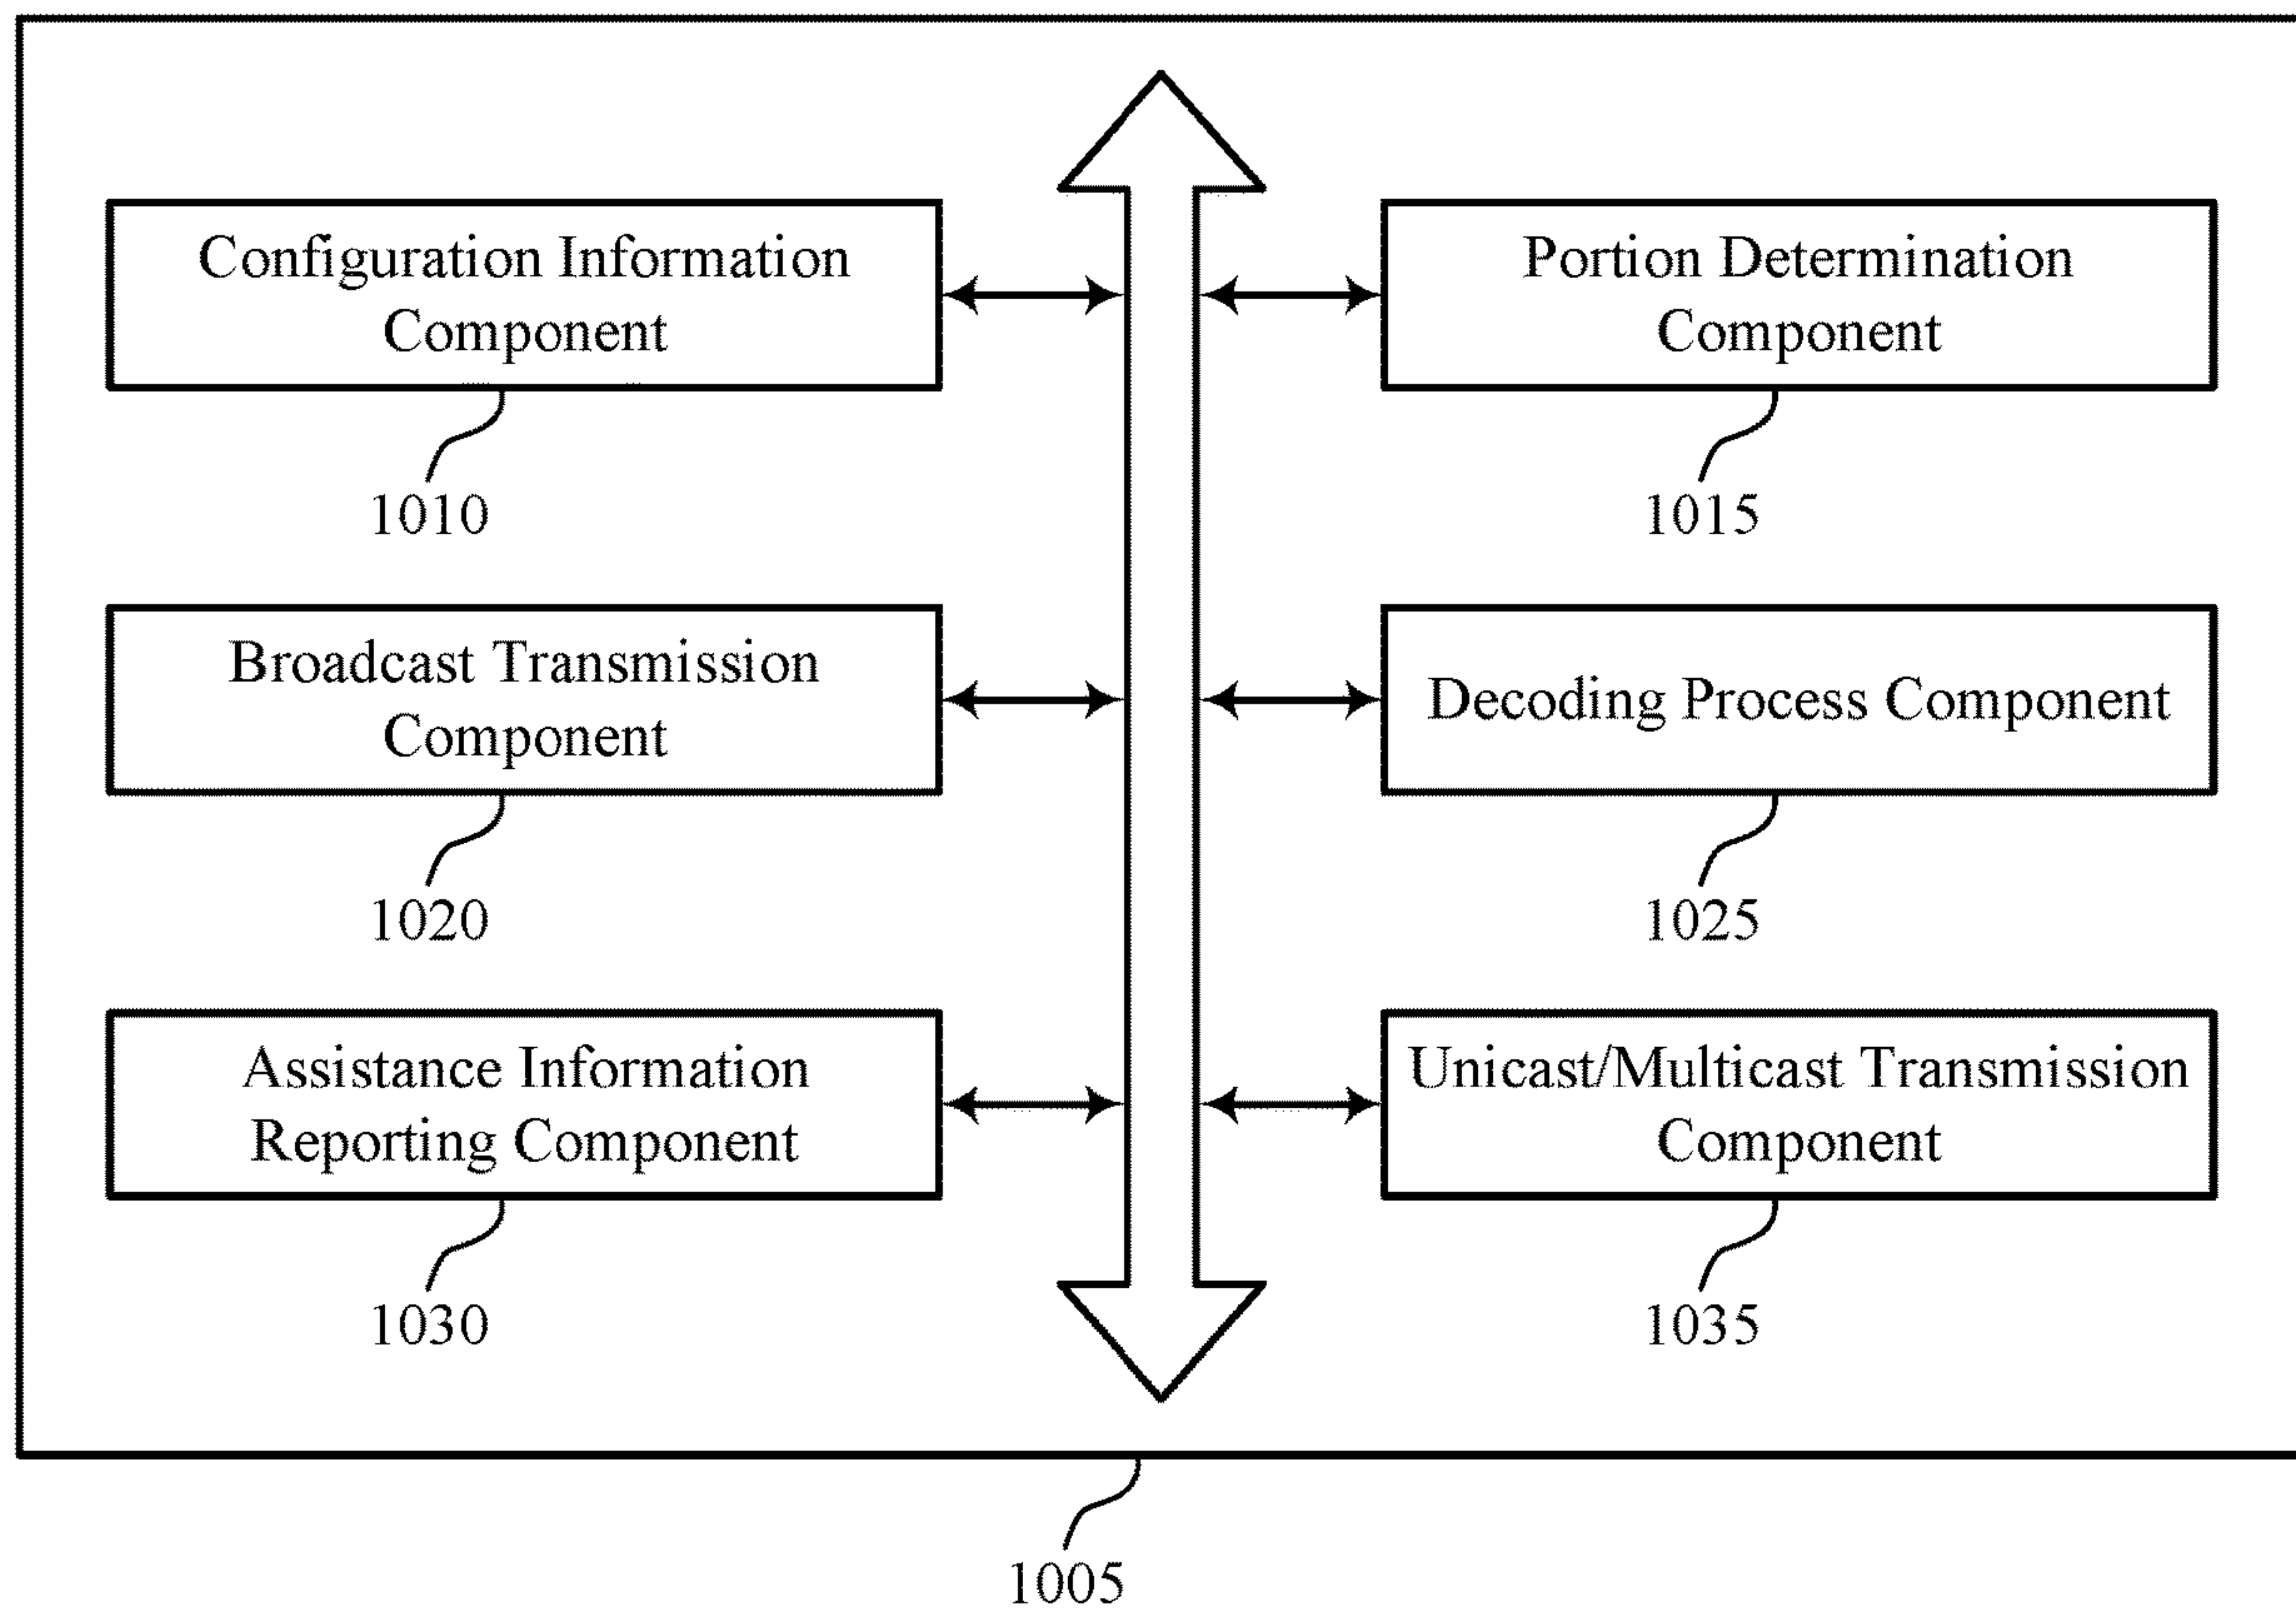 Configuration Information
Component
1010
Portion Determination
Component
1015
Broadcast Transmission
Component
1020
Decoding Process Component
1025
Assistance Information
Reporting Component
1030
Unicast/Multicast Transmission
Component
1035
1005